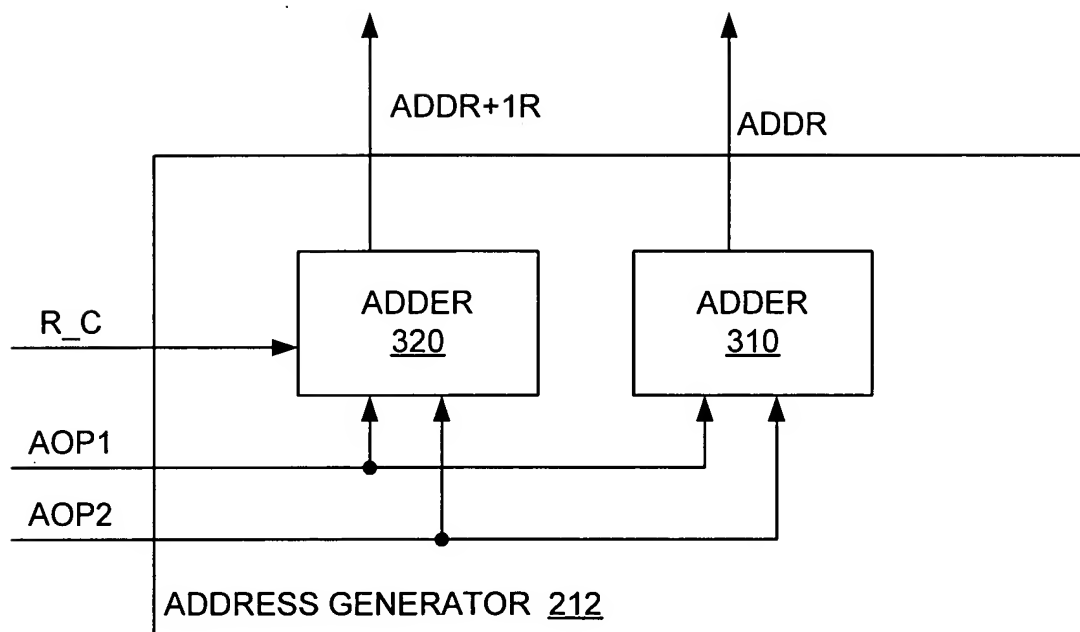 ADDR+1R
ADDR
ADDER
320
ADDER
310
R_C
AOP1
AOP2
ADDRESS GENERATOR 212